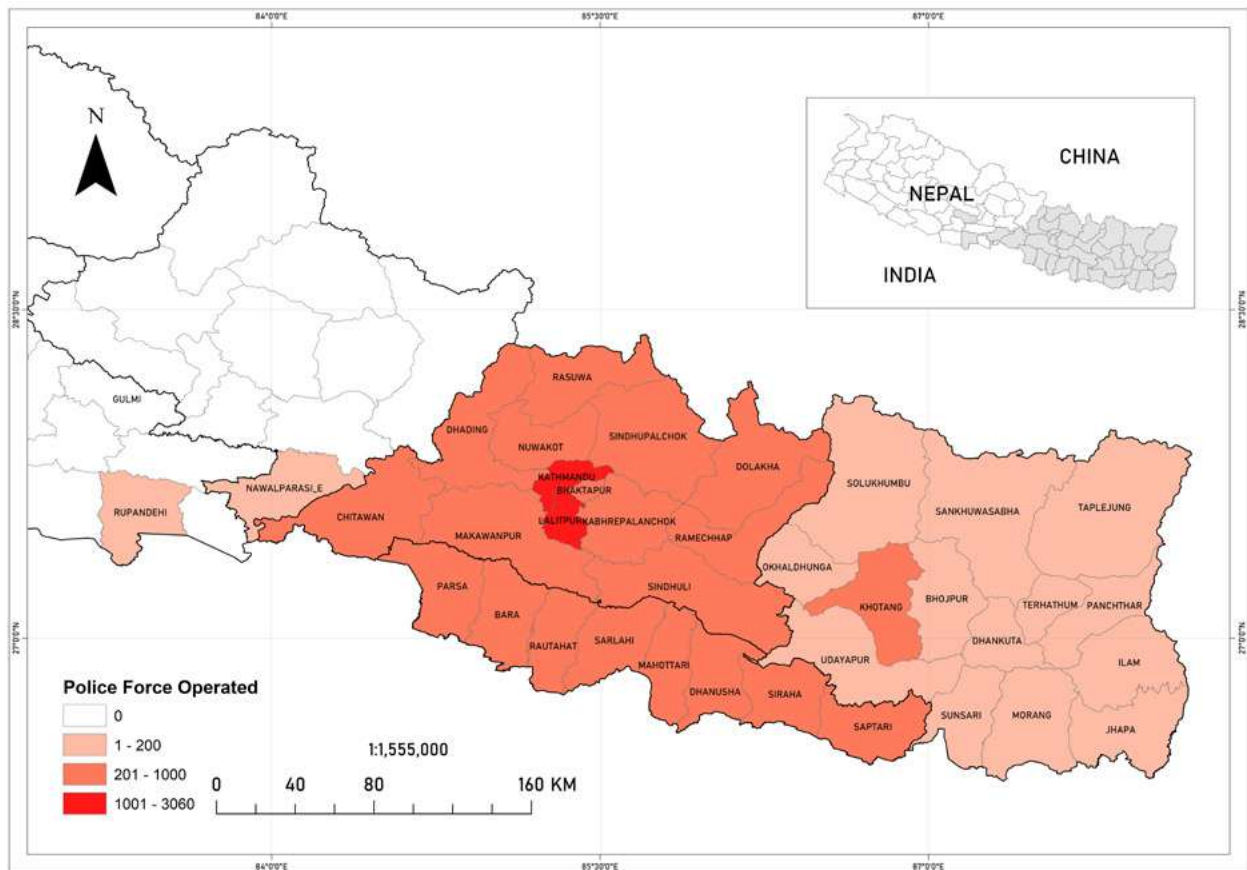 84°0'0"E
85°30'0"E
87°0'0"E
N
CHINA
NEPAL
INDIA
28°30'0"N
28°30'0"N
RASUWA
GULMI
DHADING
SINDHUPALCHOK
NUWAKOT
DOLAKHA
KATHMANDU
SOLUKHUMBU
NAWALPARASI_E
BHAKTAPUR
TAPLEJUNG
RUPANDEHI
SANKHUWASABHA
CHITAWAN
LALITPUR
KABHREPALANCHOK
MAKAWANPUR
RAMECHHAP
OKHALDHUNGA
PARSA
SINDHULI
BHOJPUR
TERHATHUM
PANCHTHAR
KHOTANG
BARA
DHANKUTA
27°0'0"N
27°0'0"N
RAUTAHAT
SARLAHI
UDAYAPUR
ILAM
MAHOTTARI
DHANUSHA
SIRAHA
SUNSARI
MORANG
SAPTARI
JHAPA
Police Force Operated
0
1 - 200
201 - 1000
1001 - 3060
1:1,555,000
0 40 80 160 KM
84°0'0"E
85°30'0"E
87°0'0"E